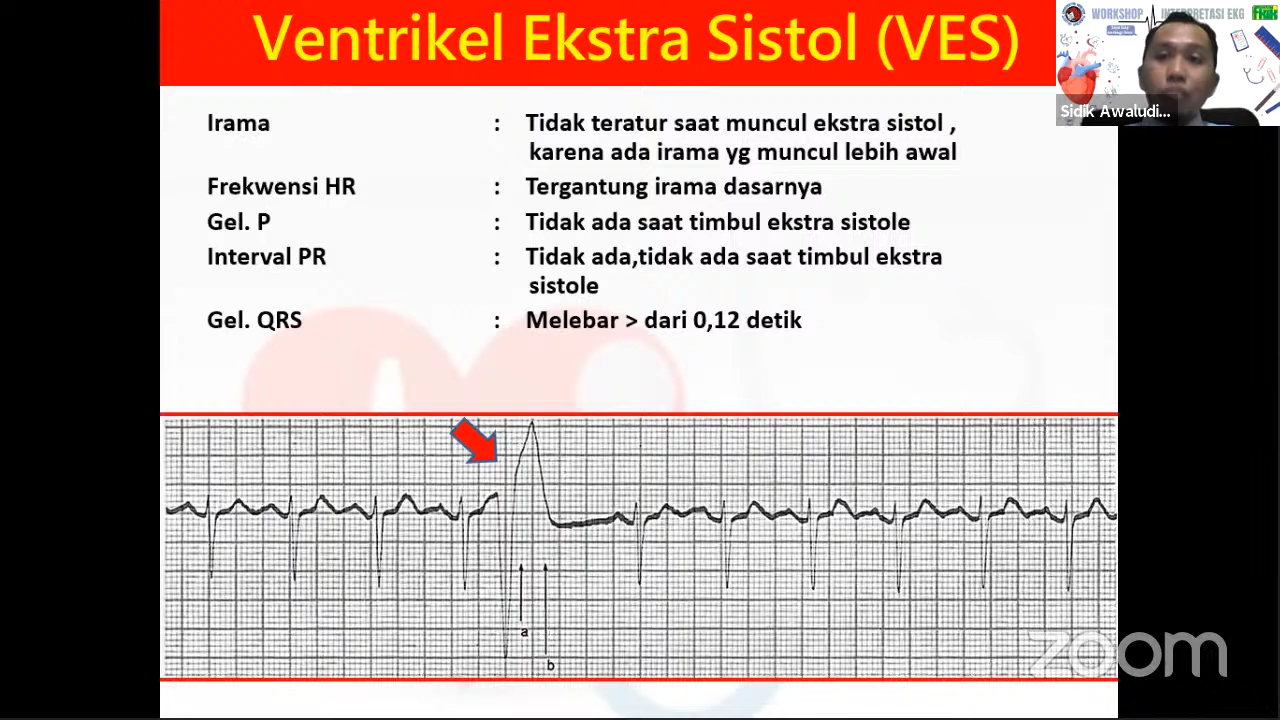 Ventrikel Ekstra Sistol (VES)
WORKSHOP INTERPRETASI EKG
Sidik Awaludi...
Irama : Tidak teratur saat muncul ekstra sistol ,
karena ada irama yg muncul lebih awal
Frekwensi HR : Tergantung irama dasarnya
Gel. P : Tidak ada saat timbul ekstra sistole
Interval PR : Tidak ada,tidak ada saat timbul ekstra
sistole
Gel. QRS : Melebar > dari 0,12 detik
a
b
zoom